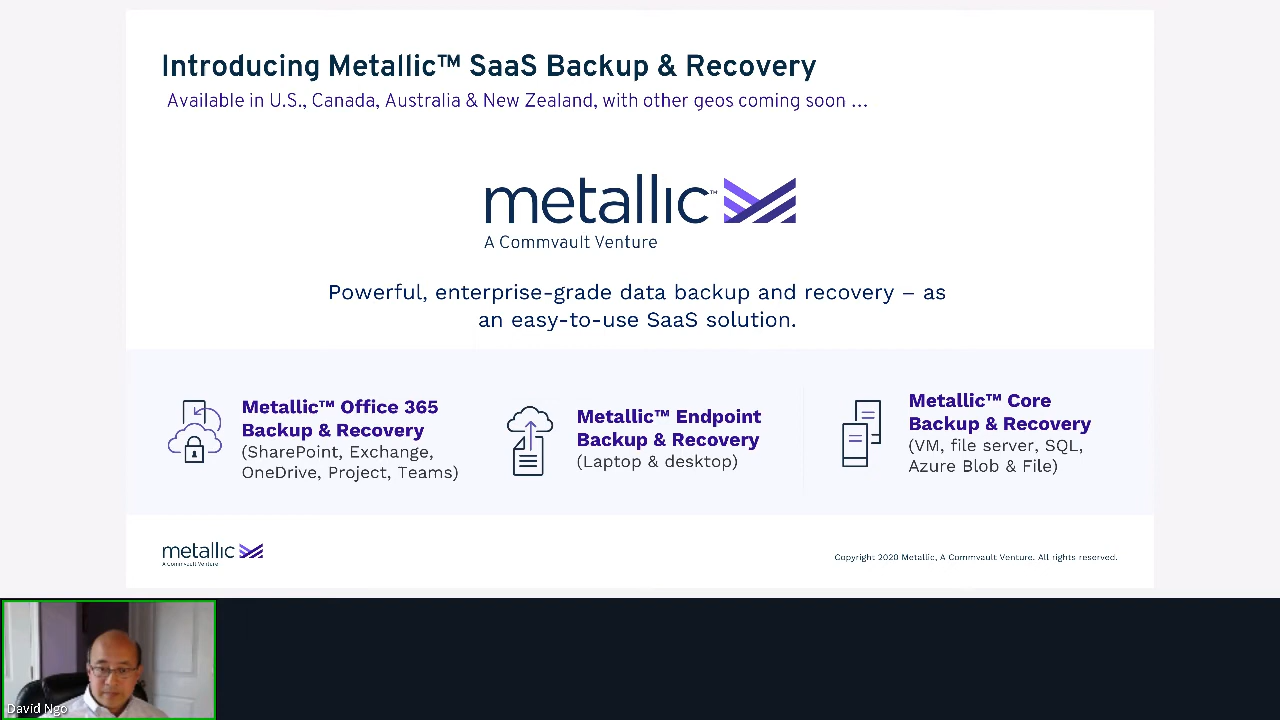 Introducing Metallic™ SaaS Backup & Recovery
Available in U.S., Canada, Australia & New Zealand, with other geos coming soon ...
metallic™
A Commvault Venture
Powerful, enterprise-grade data backup and recovery – as
an easy-to-use SaaS solution.
Metallic™ Office 365
Backup & Recovery
(SharePoint, Exchange,
OneDrive, Project, Teams)
Metallic™ Endpoint
Backup & Recovery
(Laptop & desktop)
Metallic™ Core
Backup & Recovery
(VM, file server, SQL,
Azure Blob & File)
metallic
A Commvault Venture
Copyright 2020 Metallic, A Commvault Venture. All rights reserved.
David Ngo